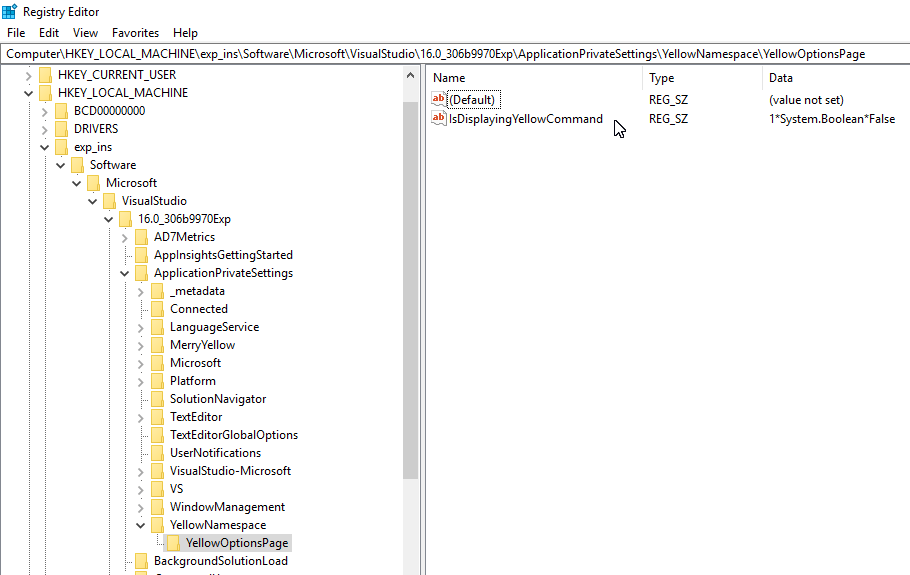 Registry Editor
File Edit View Favorites Help
Computer\HKEY_LOCAL_MACHINE\exp_ins\Software\Microsoft\VisualStudio\16.0_306b9970Exp\ApplicationPrivateSettings\YellowNamespace\YellowOptionsPage
HKEY_CURRENT_USER
HKEY_LOCAL_MACHINE
BCD00000000
DRIVERS
exp_ins
Software
Microsoft
VisualStudio
16.0_306b9970Exp
AD7Metrics
AppInsightsGettingStarted
ApplicationPrivateSettings
_metadata
Connected
LanguageService
MerryYellow
Microsoft
Platform
SolutionNavigator
TextEditor
TextEditorGlobalOptions
UserNotifications
VisualStudio-Microsoft
VS
WindowManagement
YellowNamespace
YellowOptionsPage
BackgroundSolutionLoad
Name Type Data
ab (Default) REG_SZ (value not set)
ab IsDisplayingYellowCommand REG_SZ 1*System.Boolean*False